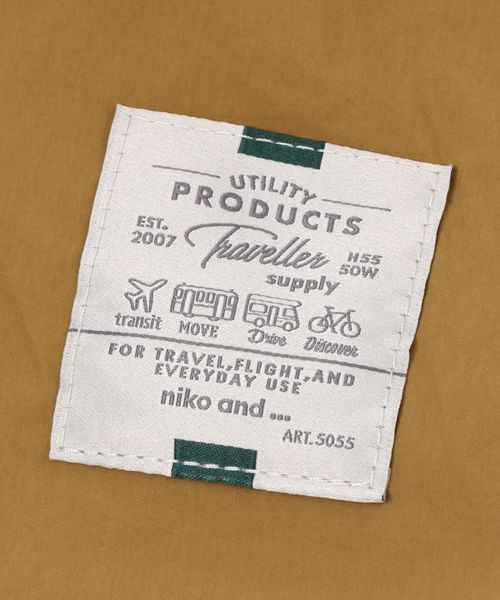 UTILITY
PRODUCTS
EST.
2007
Traveller
supply
H55
50W
transit MOVE Drive Discover
FOR TRAVEL,FLIGHT,AND
EVERYDAY USE
niko and ...
ART.5055